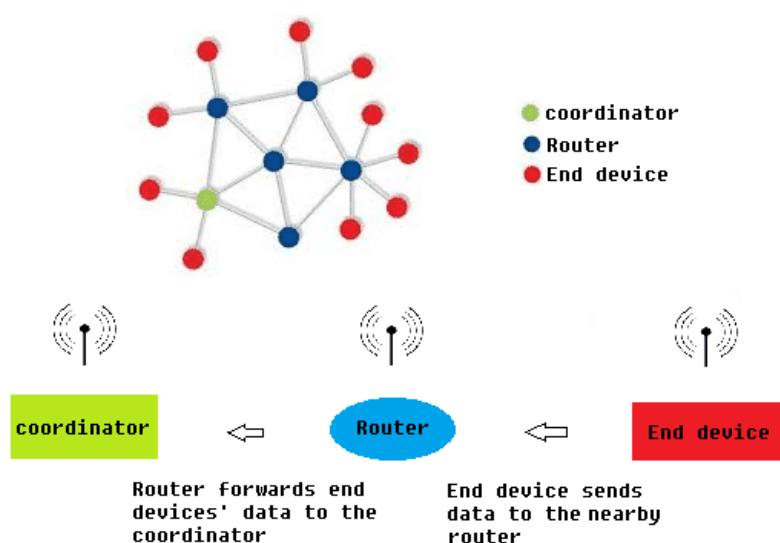 coordinator
Router
End device
coordinator
Router
End device
Router forwards end
devices' data to the
coordinator
End device sends
data to the nearby
router